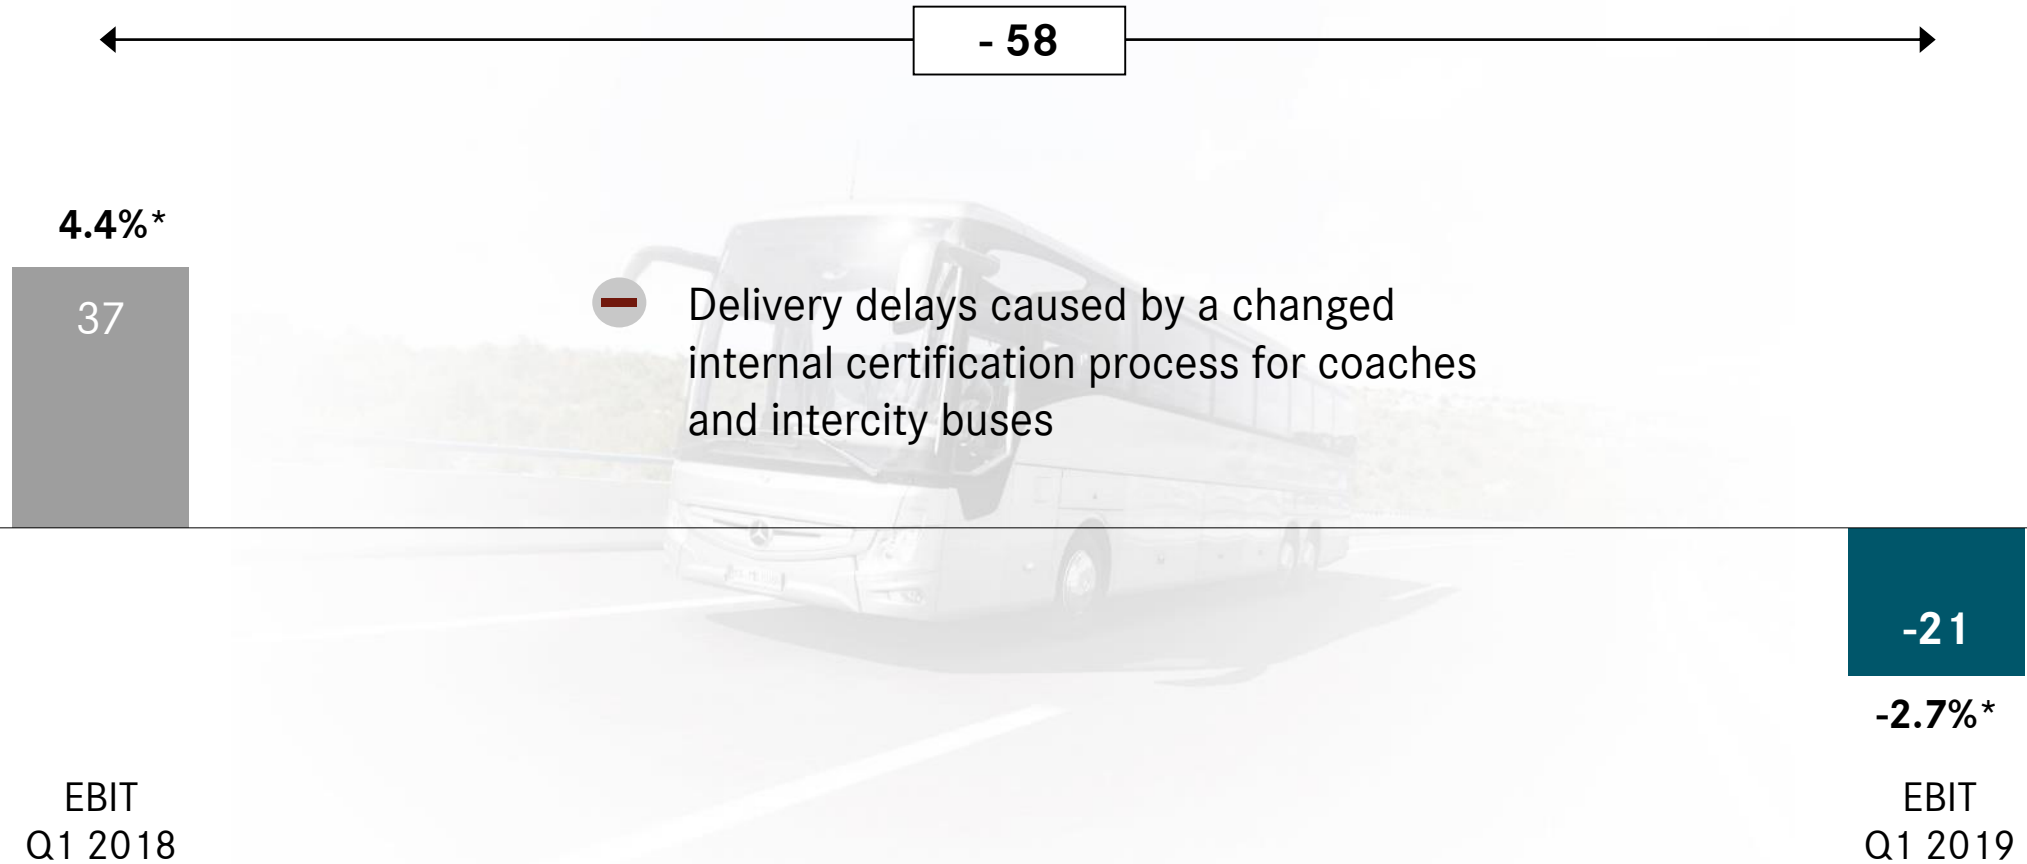 - 58
4.4%*
37
Delivery delays caused by a changed
internal certification process for coaches
and intercity buses
-21
-2.7%*
EBIT
Q1 2018
EBIT
Q1 2019